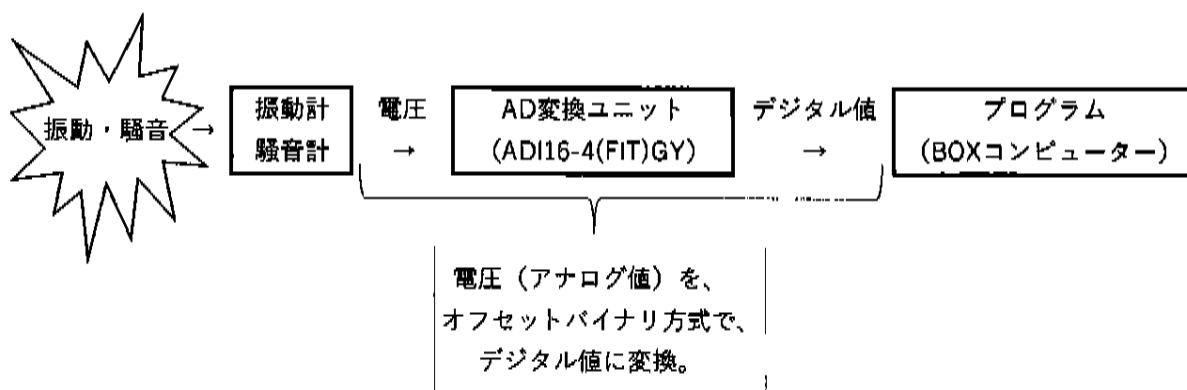 振動・騒音
→
振動計
騒音計
電圧
→
AD変換ユニット
(ADI16-4(FIT)GY)
デジタル値
→
プログラム
(BOXコンピューター)
電圧(アナログ値)を、
オフセットバイナリ方式で、
デジタル値に変換。